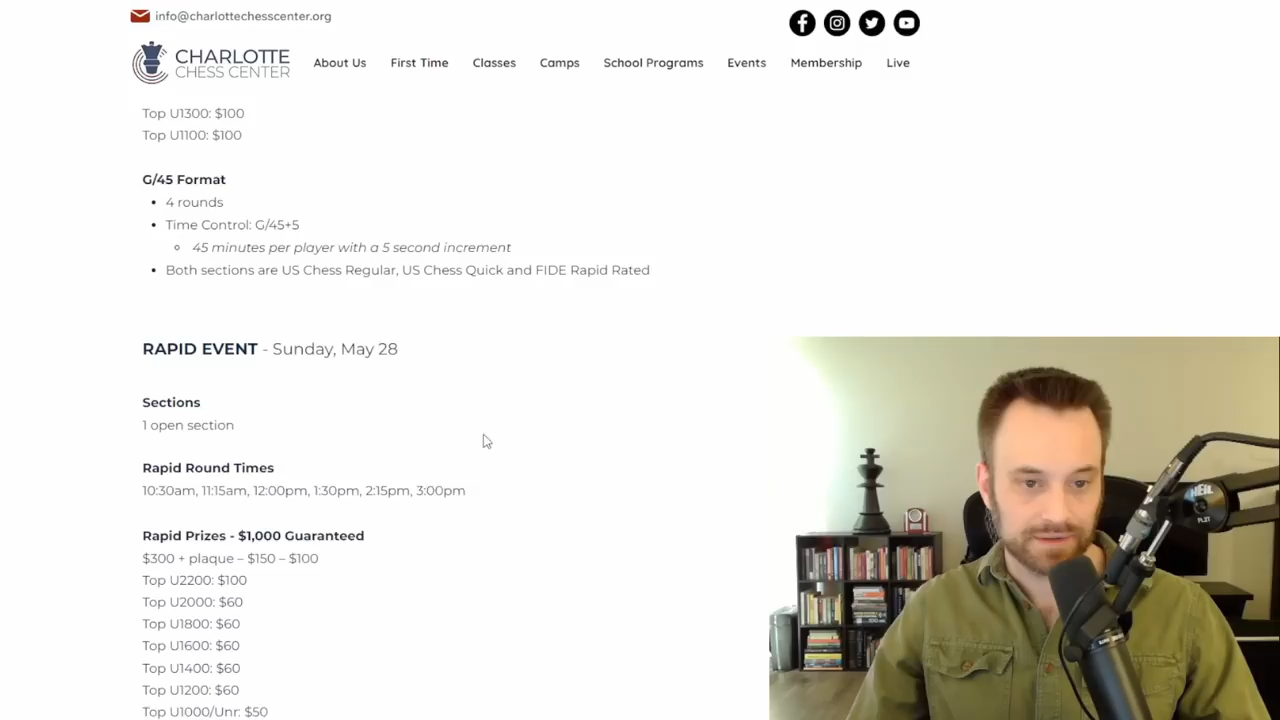 info@charlottechesscenter.org
CHARLOTTE
CHESS CENTER
About Us First Time Classes Camps School Programs Events Membership Live
Top U1300: $100
Top U1100: $100
G/45 Format
4 rounds
Time Control: G/45+5
45 minutes per player with a 5 second increment
Both sections are US Chess Regular, US Chess Quick and FIDE Rapid Rated
RAPID EVENT - Sunday, May 28
Sections
1 open section
Rapid Round Times
10:30am, 11:15am, 12:00pm, 1:30pm, 2:15pm, 3:00pm
Rapid Prizes - $1,000 Guaranteed
$300 + plaque – $150 – $100
Top U2200: $100
Top U2000: $60
Top U1800: $60
Top U1600: $60
Top U1400: $60
Top U1200: $60
Top U1000/Unr: $50
HEIL